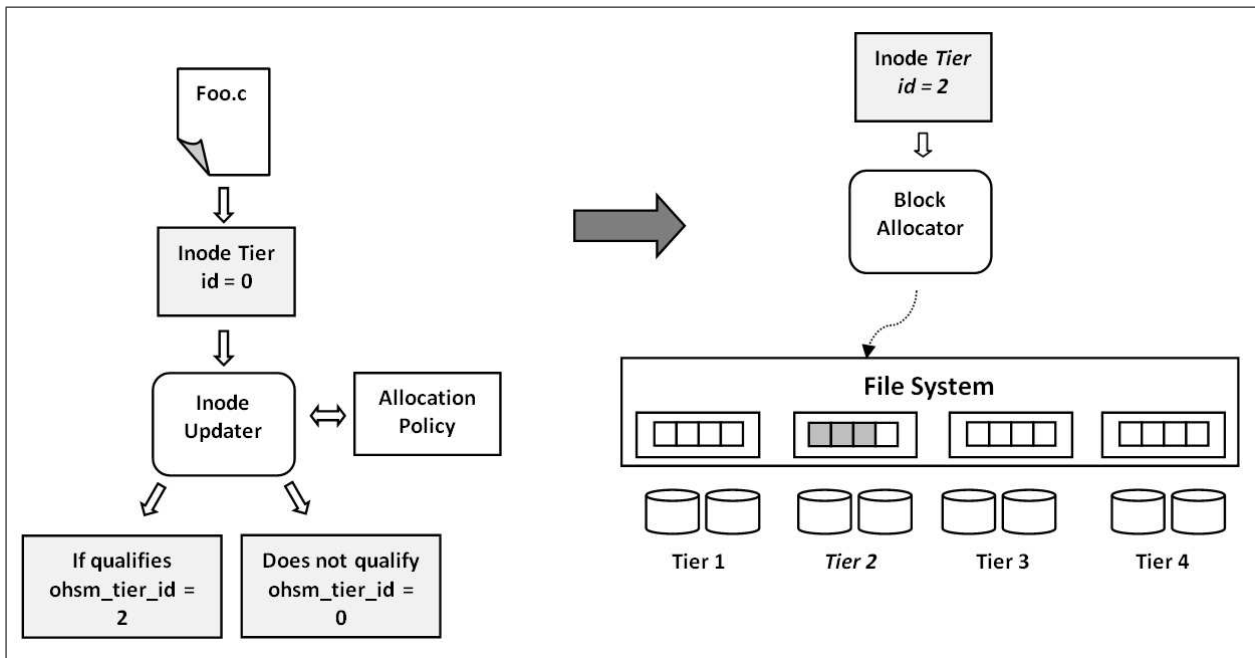 Foo.c
Inode Tier
id = 0
Inode
Updater
Allocation
Policy
If qualifies
ohsm_tier_id =
2
Does not qualify
ohsm_tier_id =
0
Inode Tier
id = 2
Block
Allocator
File System
Tier 1
Tier 2
Tier 3
Tier 4